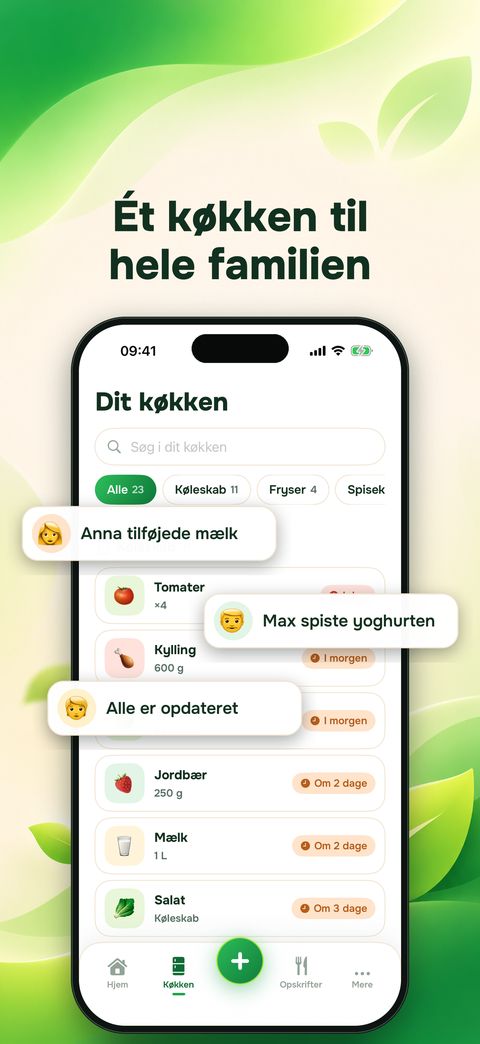 Ét køkken til
hele familien
09:41
Dit køkken
Søg i dit køkken
Alle 23
Køleskab 11
Fryser 4
Spisek
Anna tilføjede mælk
Tomater
×4
Max spiste yoghurten
Kylling
600 g
I morgen
Alle er opdateret
I morgen
Jordbær
250 g
Om 2 dage
Mælk
1 L
Om 2 dage
Salat
Køleskab
Om 3 dage
Hjem
Køkken
Opskrifter
Mere